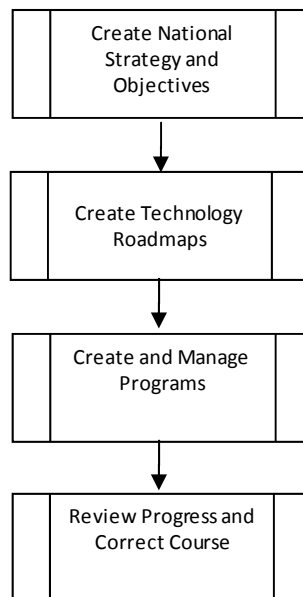 Create National
Strategy and
Objectives
Create Technology
Roadmaps
Create and Manage
Programs
Review Progress and
Correct Course